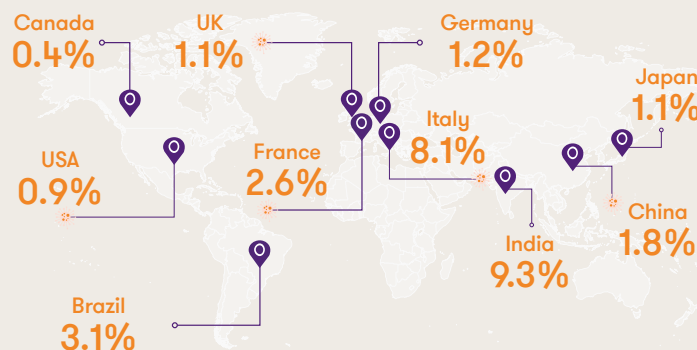 Canada
0.4%
UK
1.1%
Germany
1.2%
Japan
1.1%
Italy
8.1%
France
2.6%
USA
0.9%
China
1.8%
India
9.3%
Brazil
3.1%